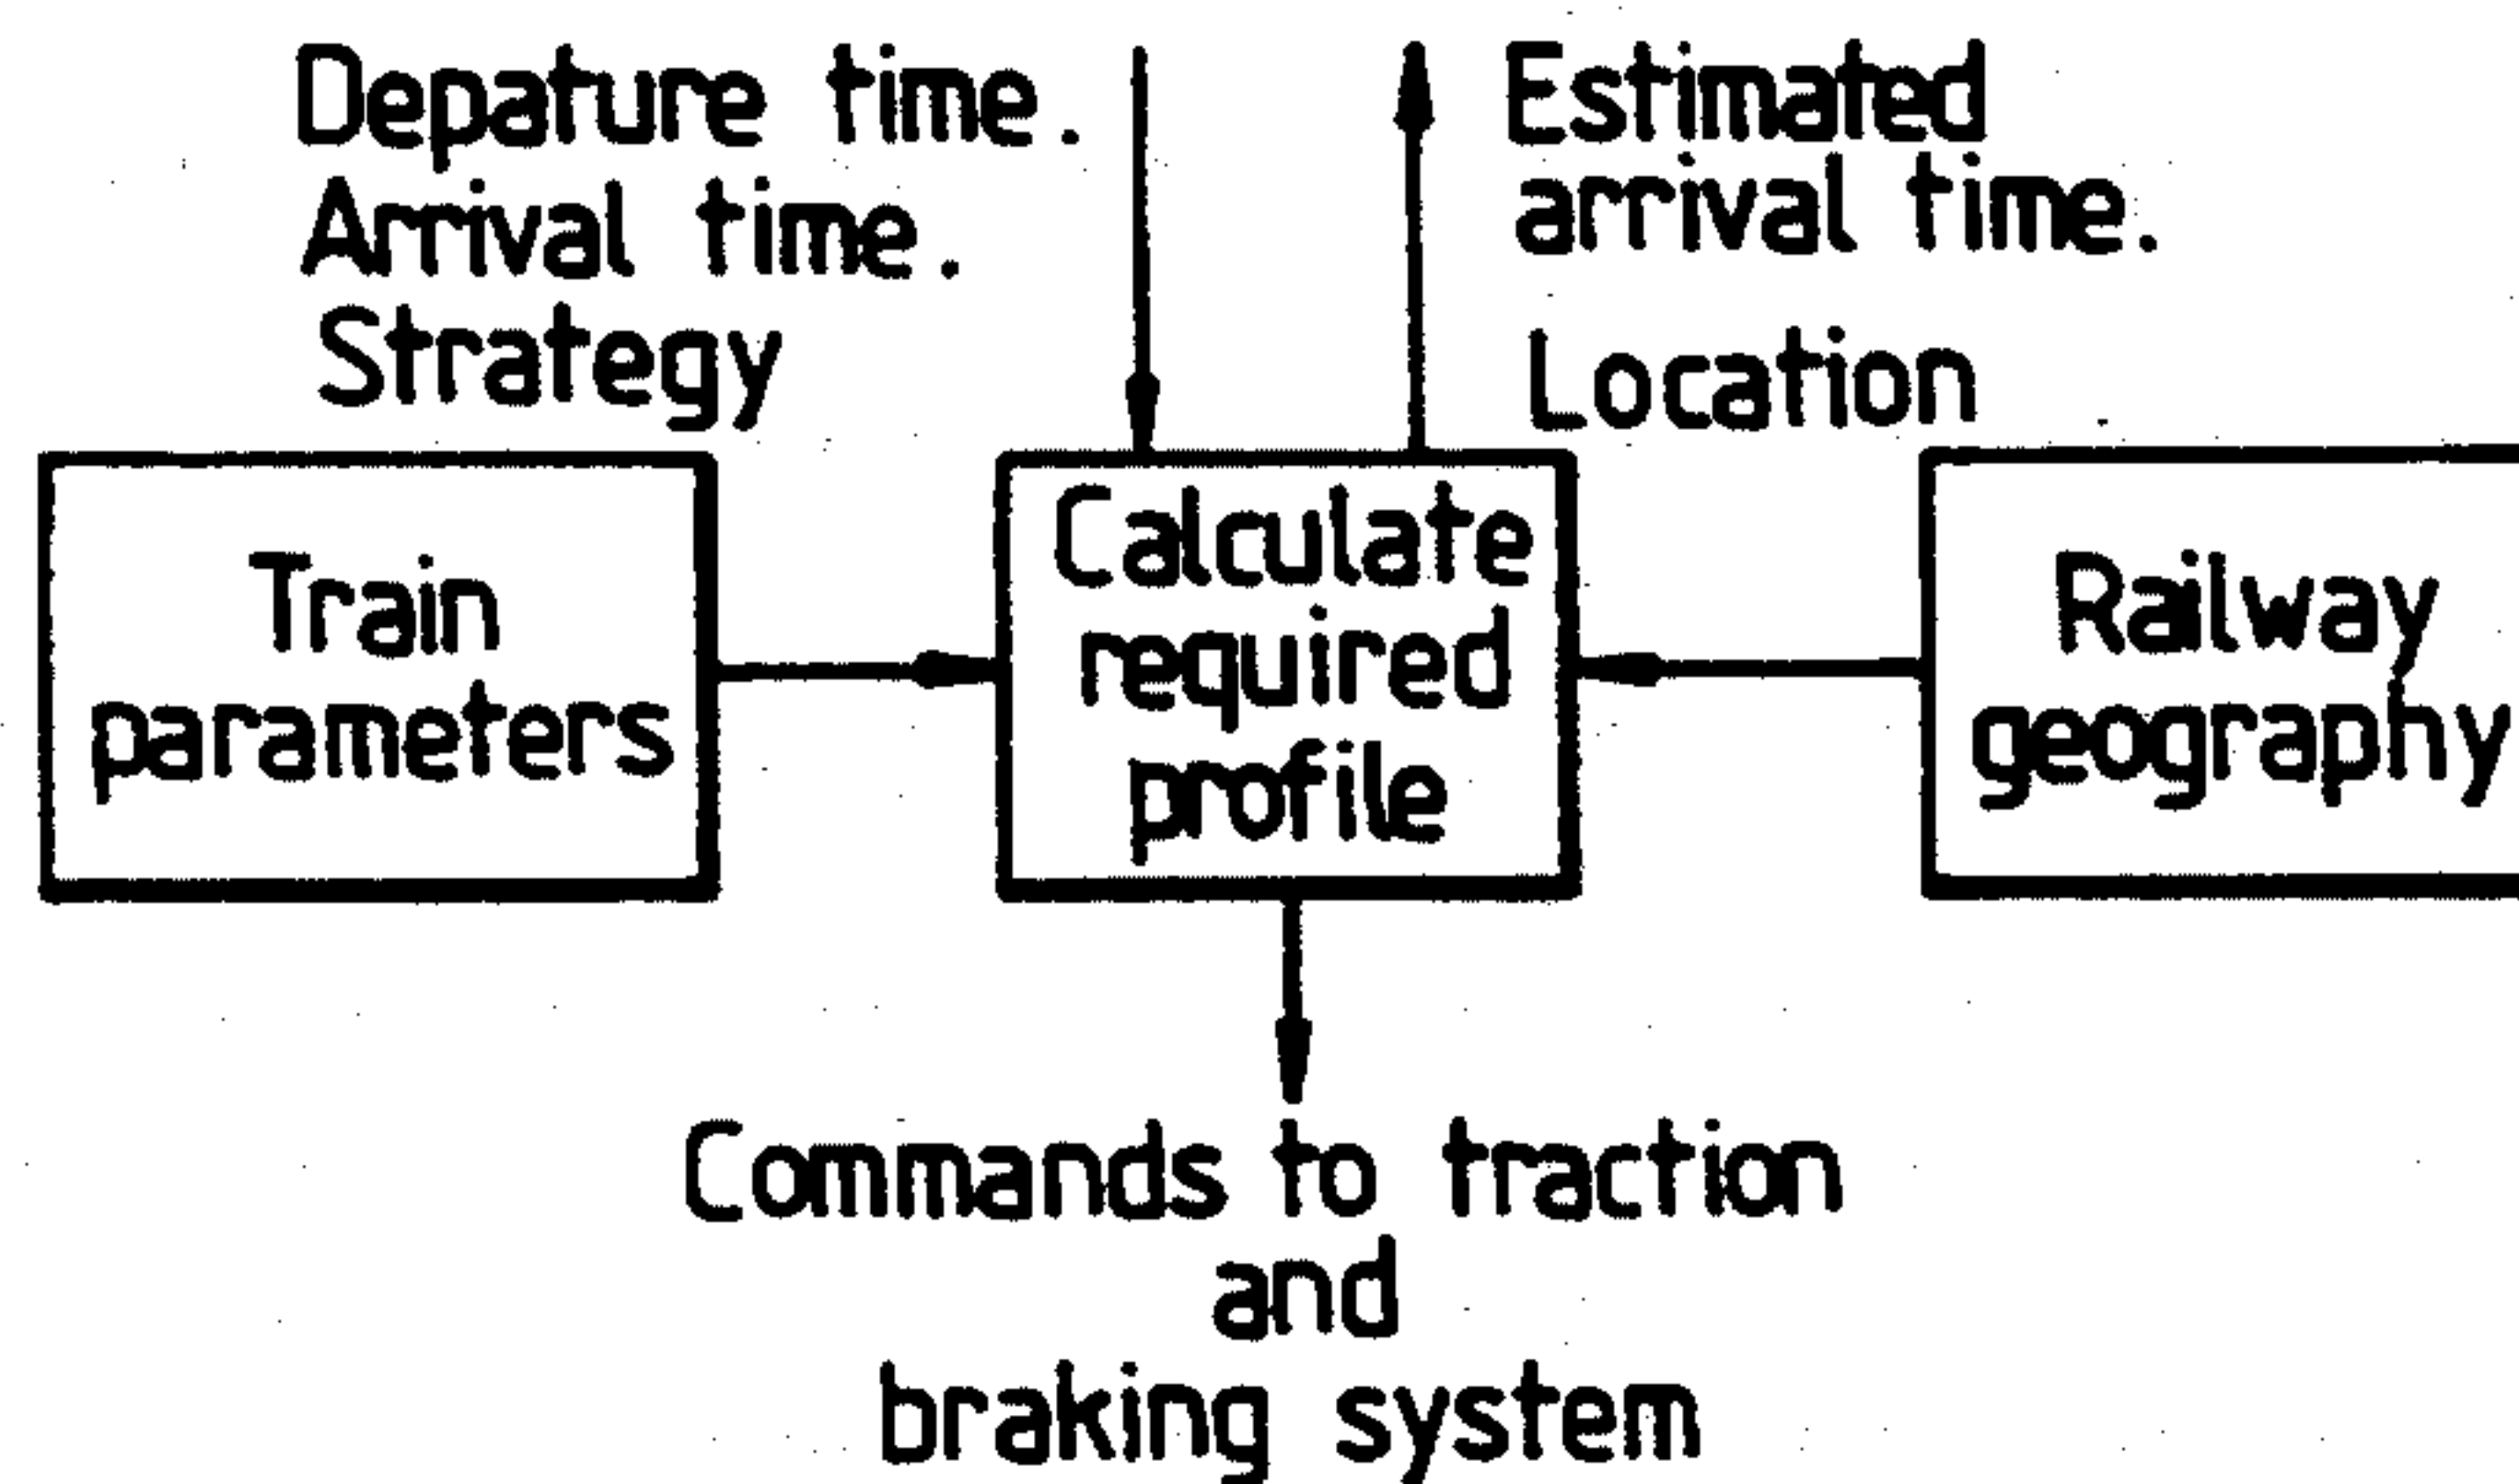 Depature time.
Arrival time.
Strategy
Estimated
arrival time.
Location
Train
parameters
Calculate
required
profile
Railway
geography
Commands to traction
and
braking system